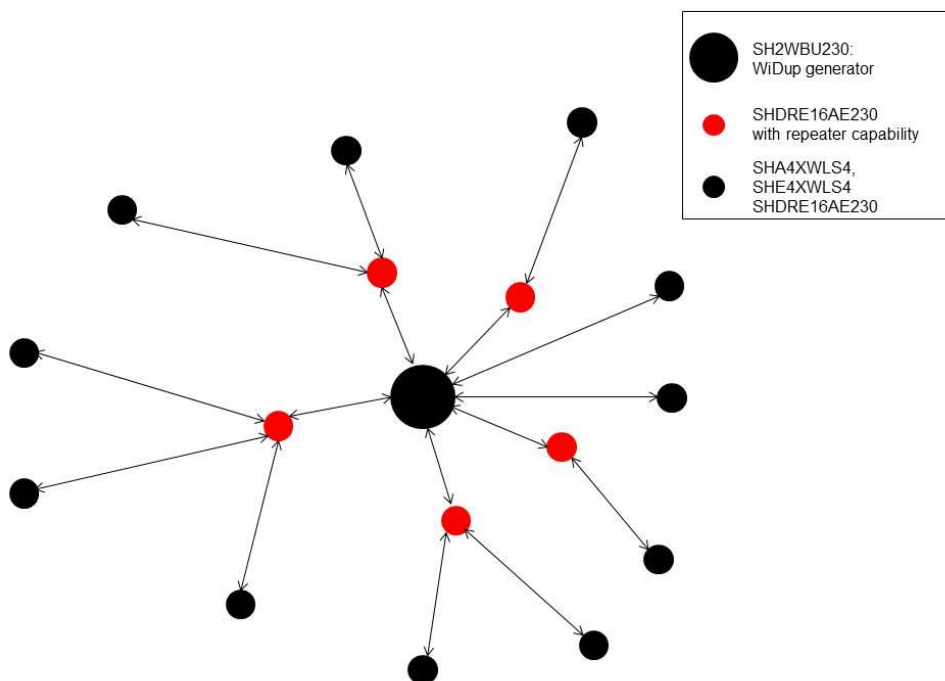 SH2WBU230:
WiDup generator
SHDRE16AE230
with repeater capability
SHA4XWLS4,
SHE4XWLS4
SHDRE16AE230